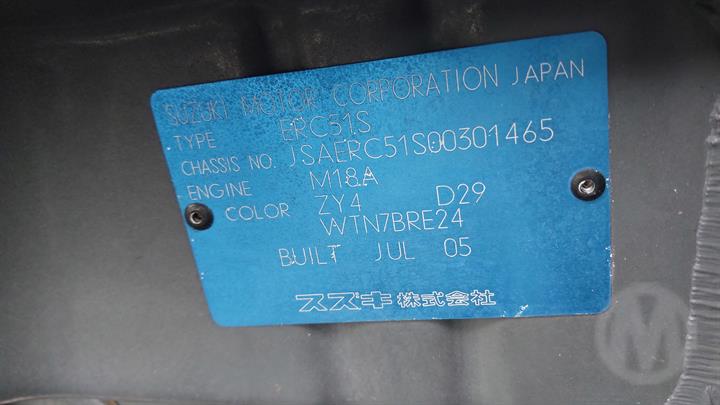 SUZUKI MOTOR CORPORATION JAPAN
TYPE ERC51S
CHASSIS NO. JSAERC51S00301465
ENGINE M18A
COLOR ZY4 D29
WTN7BRE24
BUILT JUL 05
スズキ株式会社
M